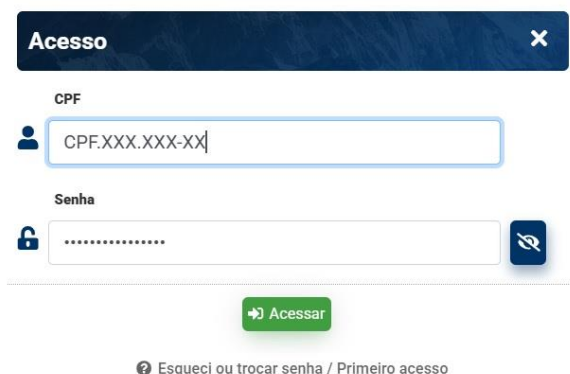 Acesso
CPF
CPF.XXX.XXX-XX
Senha
••••••••••••••••
Acessar
Esqueci ou trocar senha / Primeiro acesso